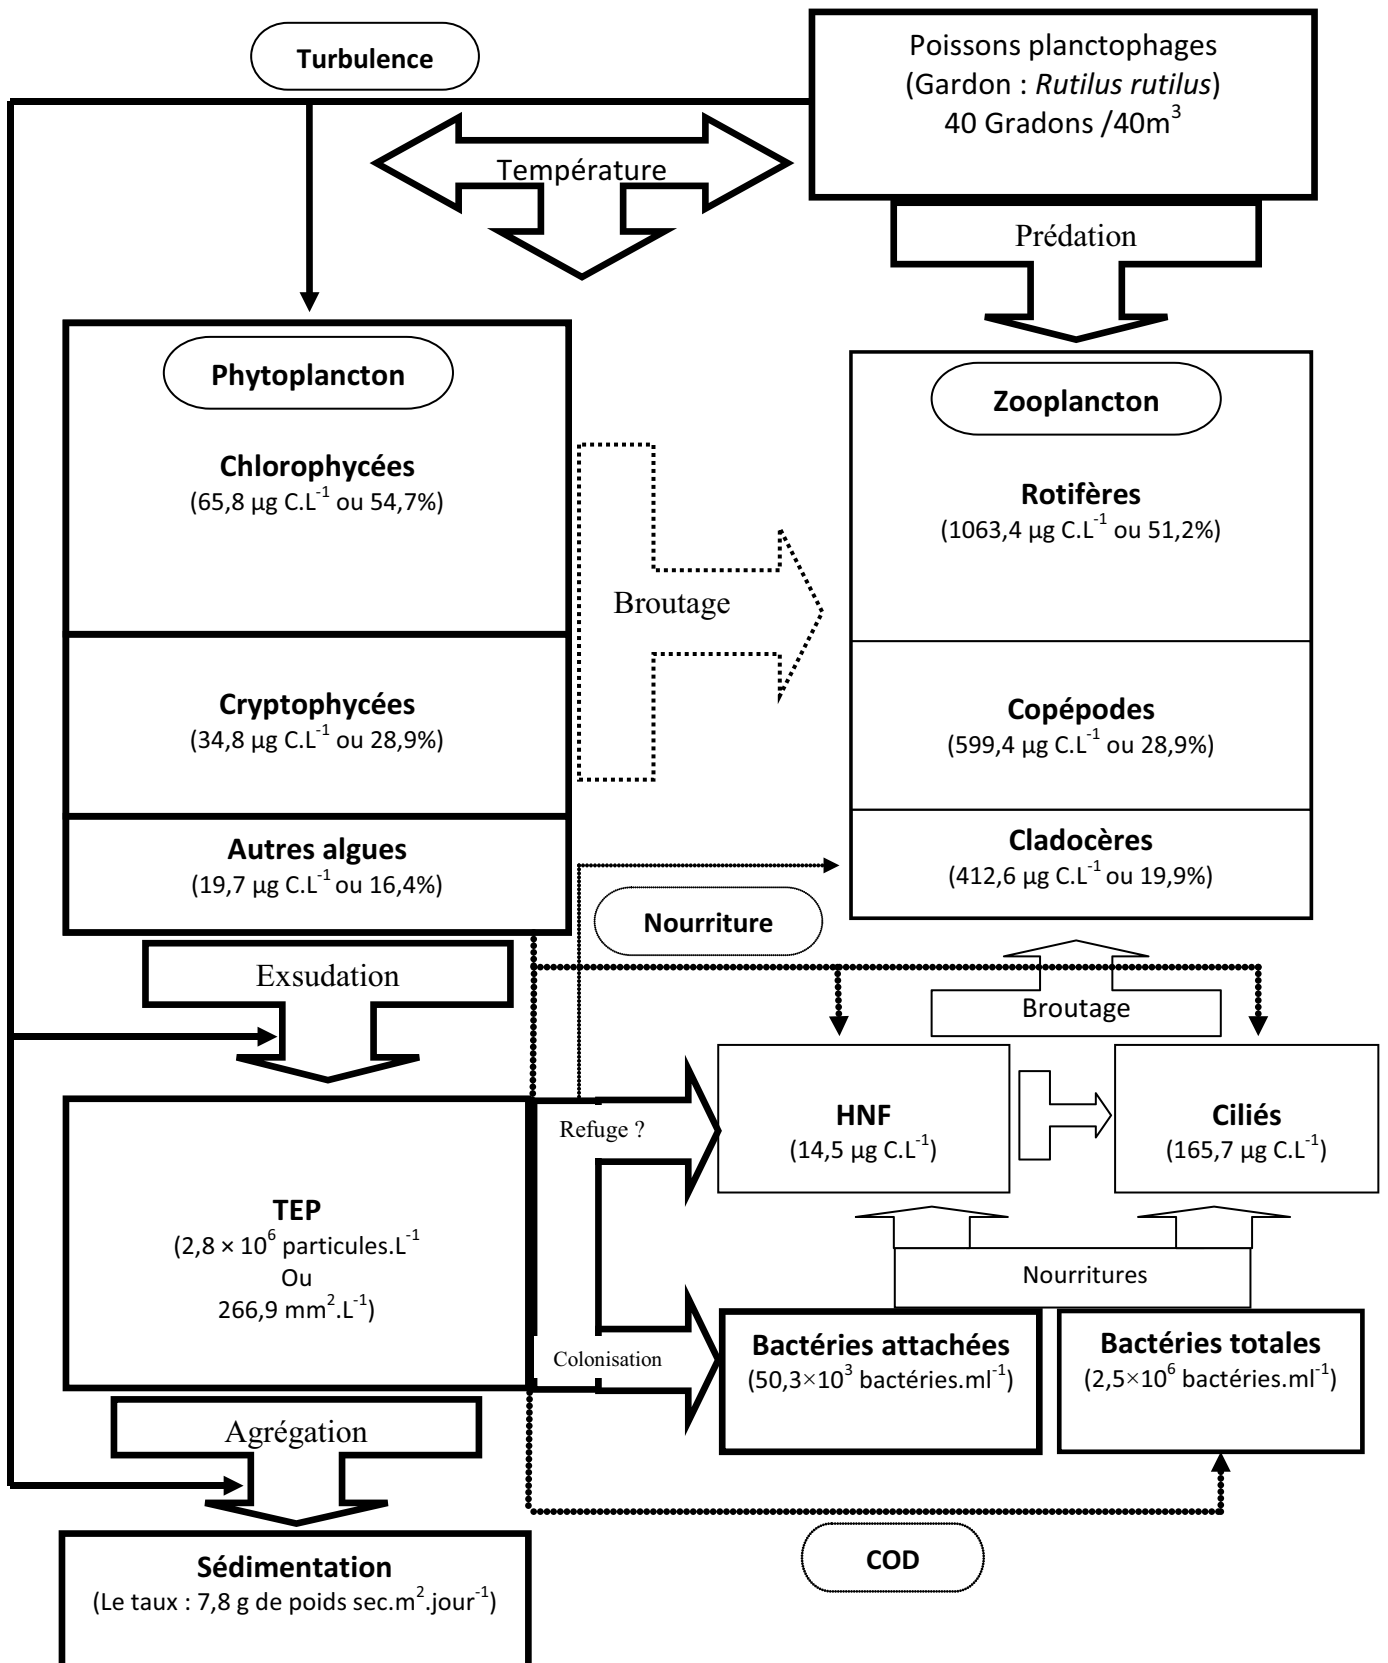 Turbulence
Poissons planctophages
(Gardon : Rutilus rutilus)
40 Gradons /40m³
Température
Prédation
Phytoplancton
Chlorophycées
(65,8 µg C.L⁻¹ ou 54,7%)
Cryptophycées
(34,8 µg C.L⁻¹ ou 28,9%)
Autres algues
(19,7 µg C.L⁻¹ ou 16,4%)
Broutage
Zooplancton
Rotifères
(1063,4 µg C.L⁻¹ ou 51,2%)
Copépodes
(599,4 µg C.L⁻¹ ou 28,9%)
Cladocères
(412,6 µg C.L⁻¹ ou 19,9%)
Nourriture
Exsudation
Broutage
HNF
(14,5 µg C.L⁻¹)
Ciliés
(165,7 µg C.L⁻¹)
Refuge ?
TEP
(2,8 × 10⁶ particules.L⁻¹
Ou
266,9 mm².L⁻¹)
Nourritures
Colonisation
Bactéries attachées
(50,3×10³ bactéries.ml⁻¹)
Bactéries totales
(2,5×10⁶ bactéries.ml⁻¹)
Agrégation
COD
Sédimentation
(Le taux : 7,8 g de poids sec.m².jour⁻¹)